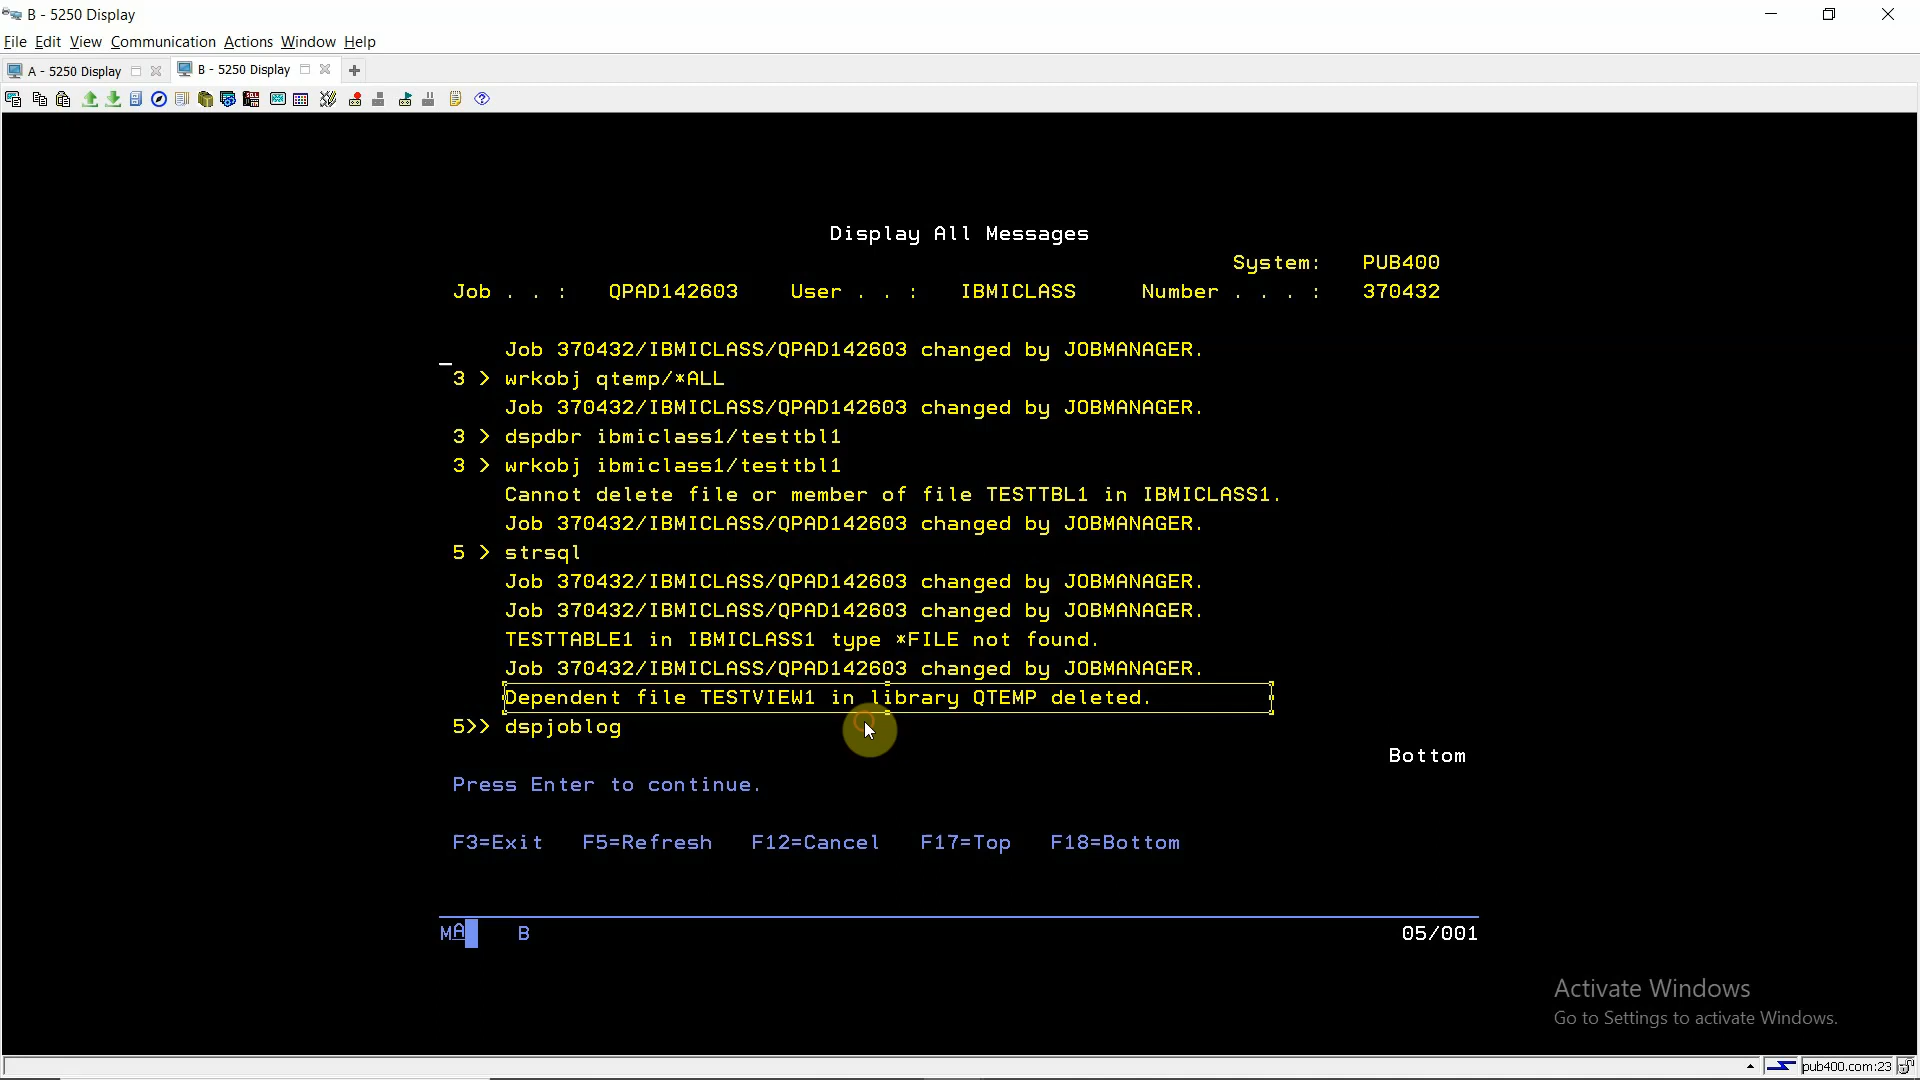 B - 5250 Display
File Edit View Communication Actions Window Help
A - 5250 Display B - 5250 Display
Display All Messages
System: PUB400
Job . . : QPAD142603 User . . : IBMICLASS Number . . . : 370432
Job 370432/IBMICLASS/QPAD142603 changed by JOBMANAGER.
3 > wrkobj qtemp/*ALL
Job 370432/IBMICLASS/QPAD142603 changed by JOBMANAGER.
3 > dspdbr ibmiclass1/testtbl1
3 > wrkobj ibmiclass1/testtbl1
Cannot delete file or member of file TESTTBL1 in IBMICLASS1.
Job 370432/IBMICLASS/QPAD142603 changed by JOBMANAGER.
5 > strsql
Job 370432/IBMICLASS/QPAD142603 changed by JOBMANAGER.
Job 370432/IBMICLASS/QPAD142603 changed by JOBMANAGER.
TESTTABLE1 in IBMICLASS1 type *FILE not found.
Job 370432/IBMICLASS/QPAD142603 changed by JOBMANAGER.
Dependent file TESTVIEW1 in library QTEMP deleted.
5>> dspjoblog
Bottom
Press Enter to continue.
F3=Exit F5=Refresh F12=Cancel F17=Top F18=Bottom
MA B 05/001
Activate Windows
Go to Settings to activate Windows.
pub400.com:23